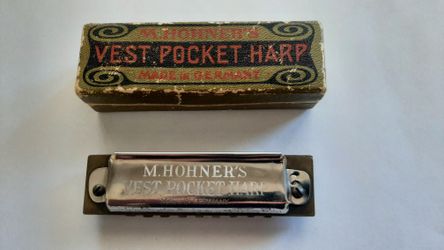 M. HOHNER'S
VEST POCKET HARP
MADE IN GERMANY
M. HOHNER'S
VEST POCKET HARP